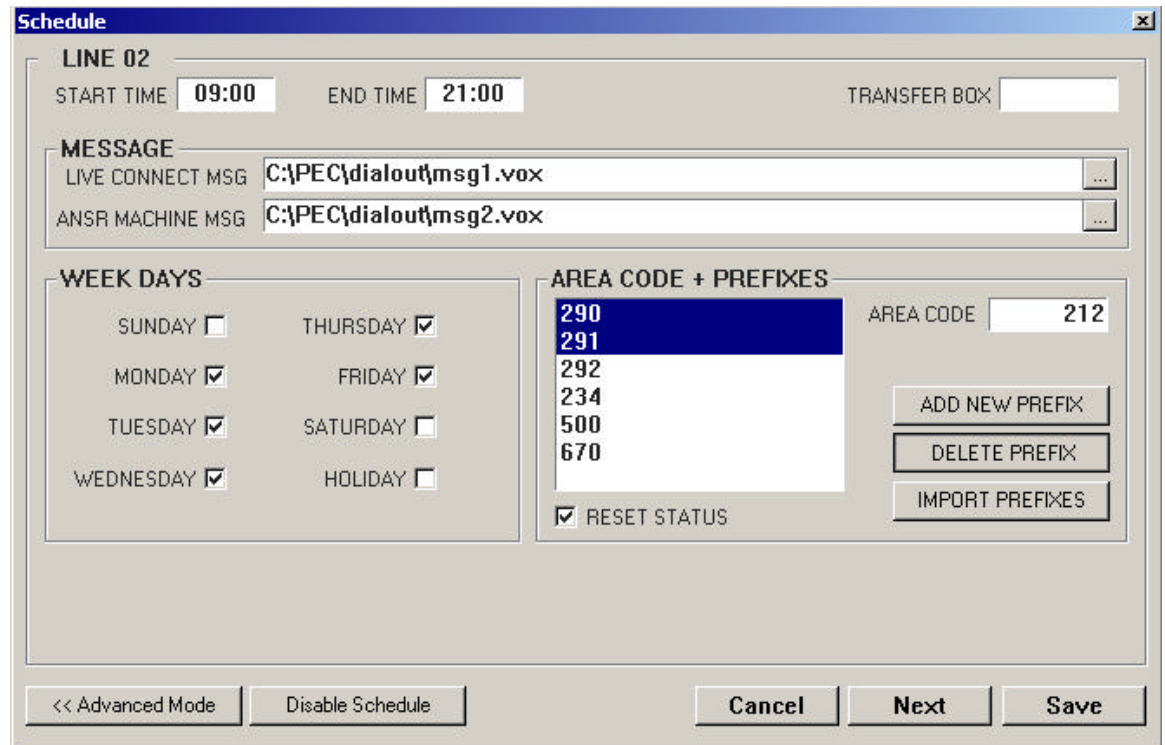 Schedule
LINE 02
START TIME 09:00 END TIME 21:00 TRANSFER BOX
MESSAGE
LIVE CONNECT MSG C:\PEC\dialout\msg1.vox ...
ANSR MACHINE MSG C:\PEC\dialout\msg2.vox ...
WEEK DAYS
SUNDAY THURSDAY
MONDAY FRIDAY
TUESDAY SATURDAY
WEDNESDAY HOLIDAY
AREA CODE + PREFIXES
290
291
292
234
500
670
RESET STATUS
AREA CODE 212
ADD NEW PREFIX
DELETE PREFIX
IMPORT PREFIXES
<< Advanced Mode Disable Schedule Cancel Next Save